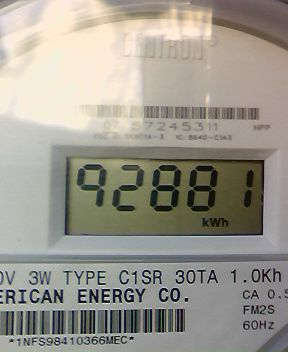 CENTRON
07 57245311 HPP
92881
kWh
0V 3W TYPE C1SR 30TA 1.0Kh
ERICAN ENERGY CO. CA 0.5
FM2S
60Hz
*1NFS98410366MEC*